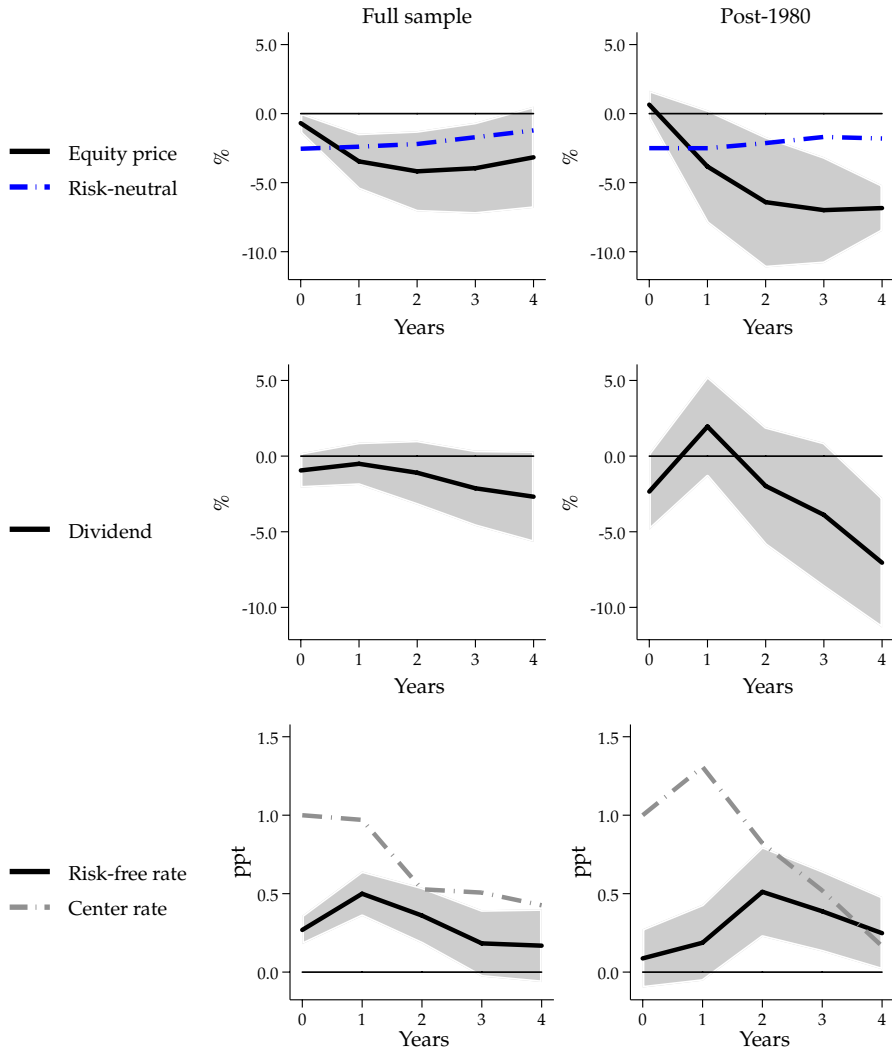 Full sample
Post-1980
Equity price
Risk-neutral
%
5.0
0.0
-5.0
-10.0
0 1 2 3 4
Years
%
5.0
0.0
-5.0
-10.0
0 1 2 3 4
Years
Dividend
%
5.0
0.0
-5.0
-10.0
0 1 2 3 4
Years
%
5.0
0.0
-5.0
-10.0
0 1 2 3 4
Years
Risk-free rate
Center rate
ppt
1.5
1.0
0.5
0.0
0 1 2 3 4
Years
ppt
1.5
1.0
0.5
0.0
0 1 2 3 4
Years